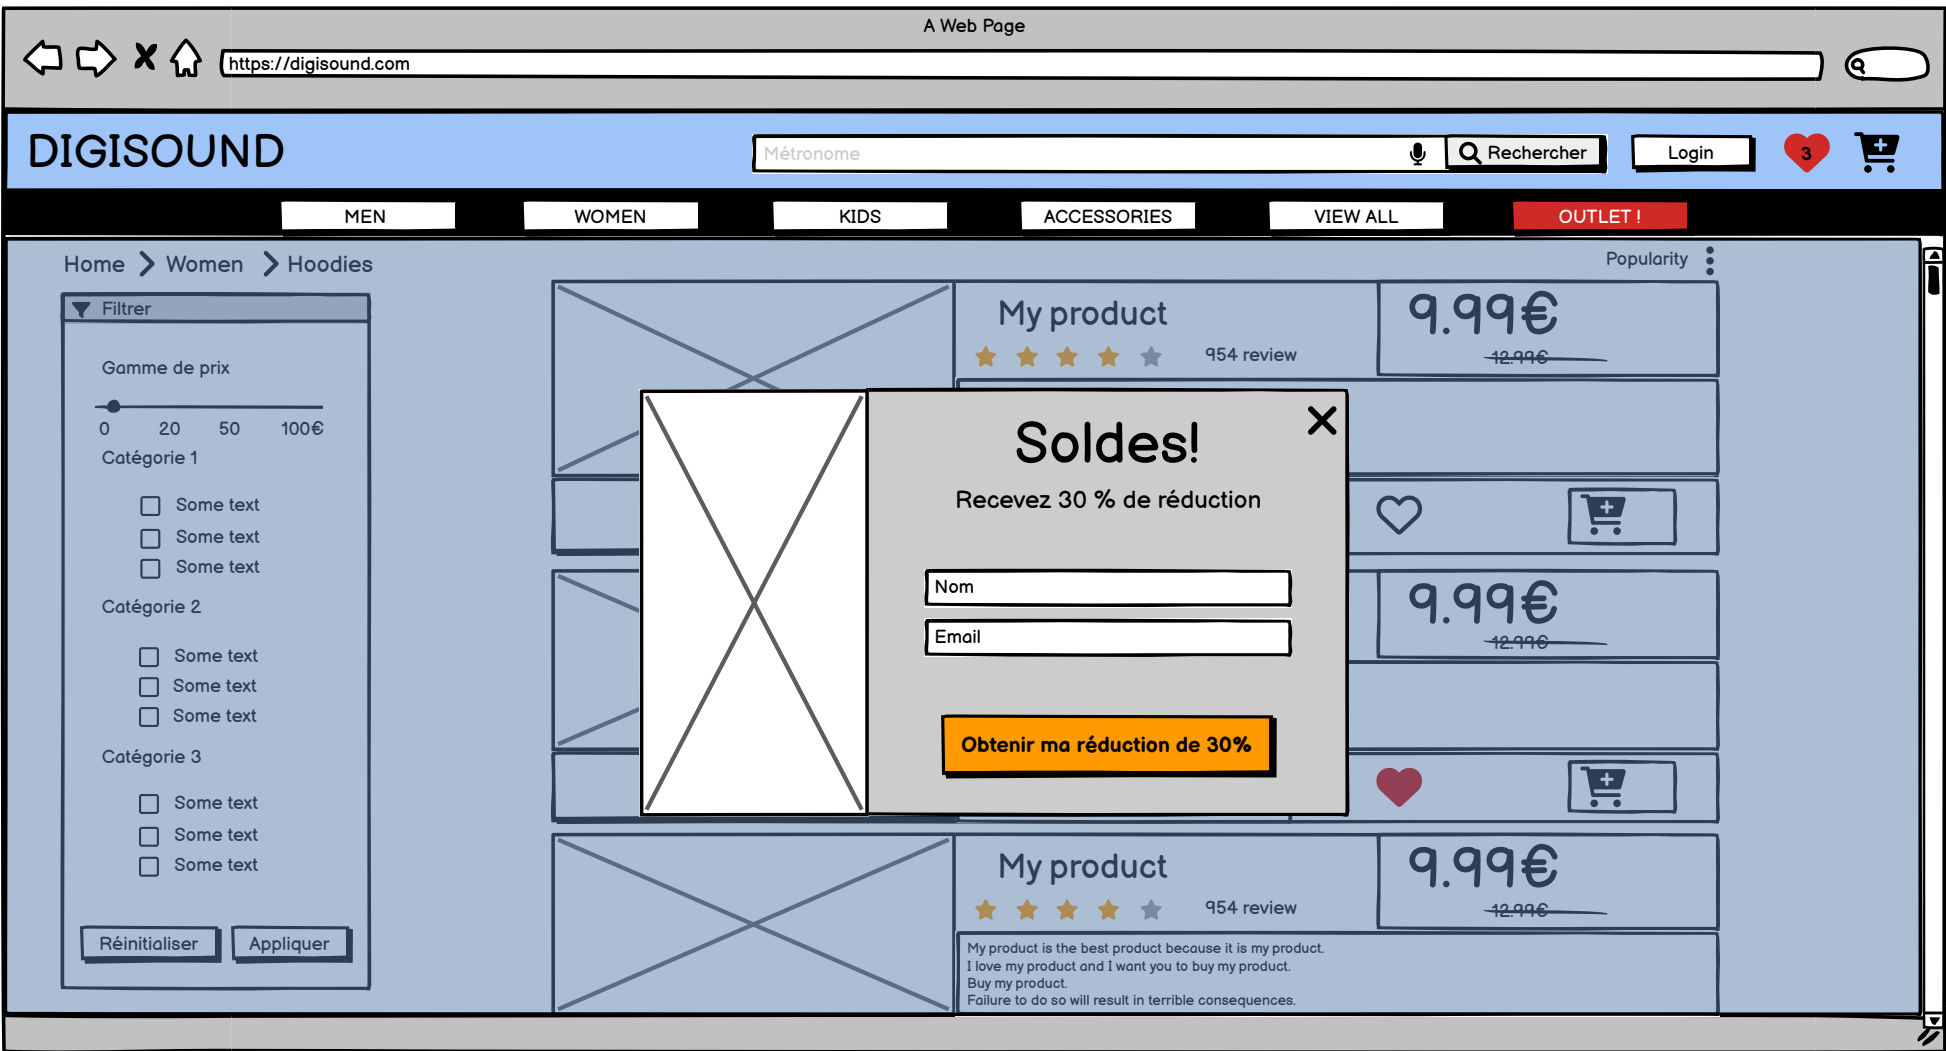 A Web Page
https://digisound.com
DIGISOUND
Métronome
Rechercher
Login
3
MEN
WOMEN
KIDS
ACCESSORIES
VIEW ALL
OUTLET !
Home
Women
Hoodies
Popularity
Filtrer
Gamme de prix
0 20 50 100€
Catégorie 1
Some text
Some text
Some text
Catégorie 2
Some text
Some text
Some text
Catégorie 3
Some text
Some text
Some text
Réinitialiser
Appliquer
My product
954 review
9.99€
12.99€
Soldes!
Recevez 30 % de réduction
Nom
Email
Obtenir ma réduction de 30%
9.99€
12.99€
My product
954 review
9.99€
12.99€
My product is the best product because it is my product.
I love my product and I want you to buy my product.
Buy my product.
Failure to do so will result in terrible consequences.